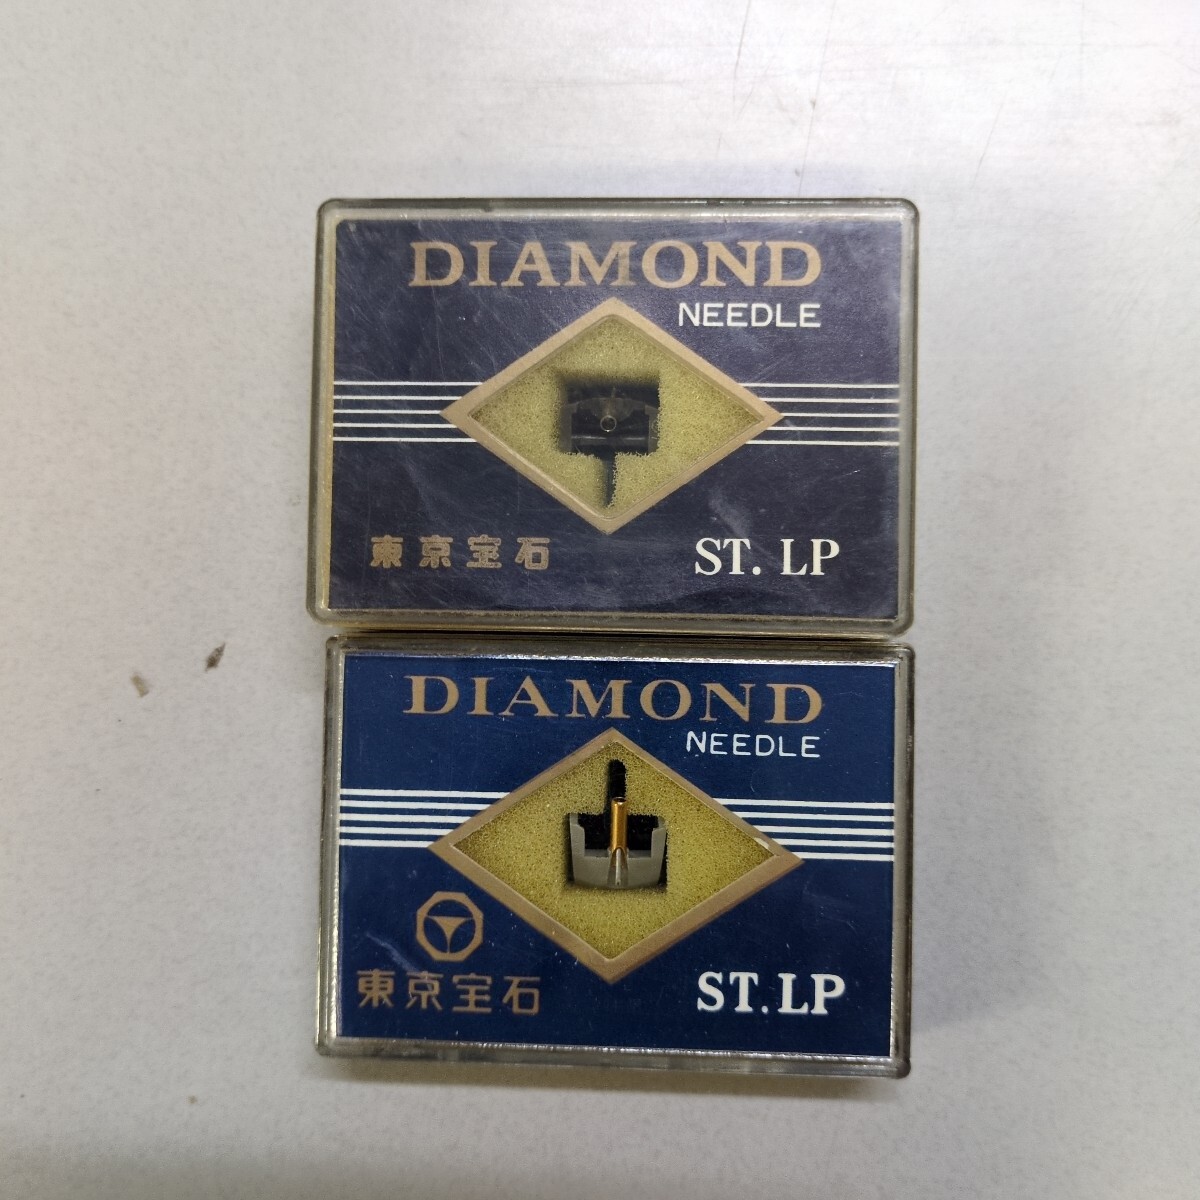 DIAMOND
NEEDLE
東京宝石
ST. LP
DIAMOND
NEEDLE
東京宝石
ST.LP